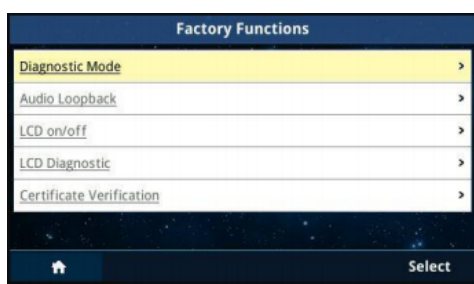 Factory Functions
Diagnostic Mode
Audio Loopback
LCD on/off
LCD Diagnostic
Certificate Verification
Select